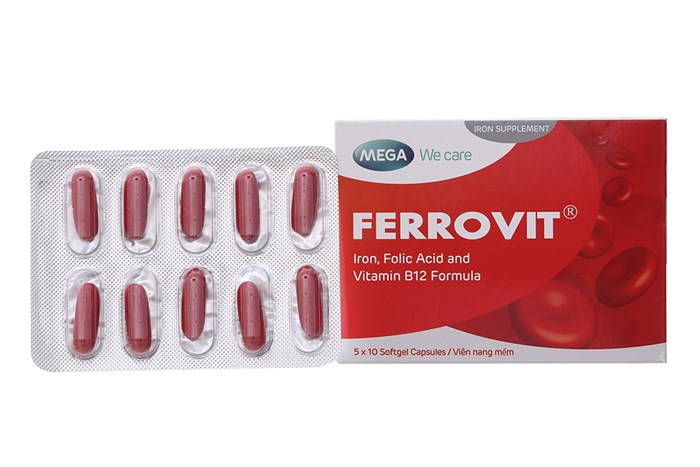 IRON SUPPLEMENT
MEGA We care
FERROVIT®
Iron, Folic Acid and
Vitamin B12 Formula
5 x 10 Softgel Capsules / Viên nang mềm